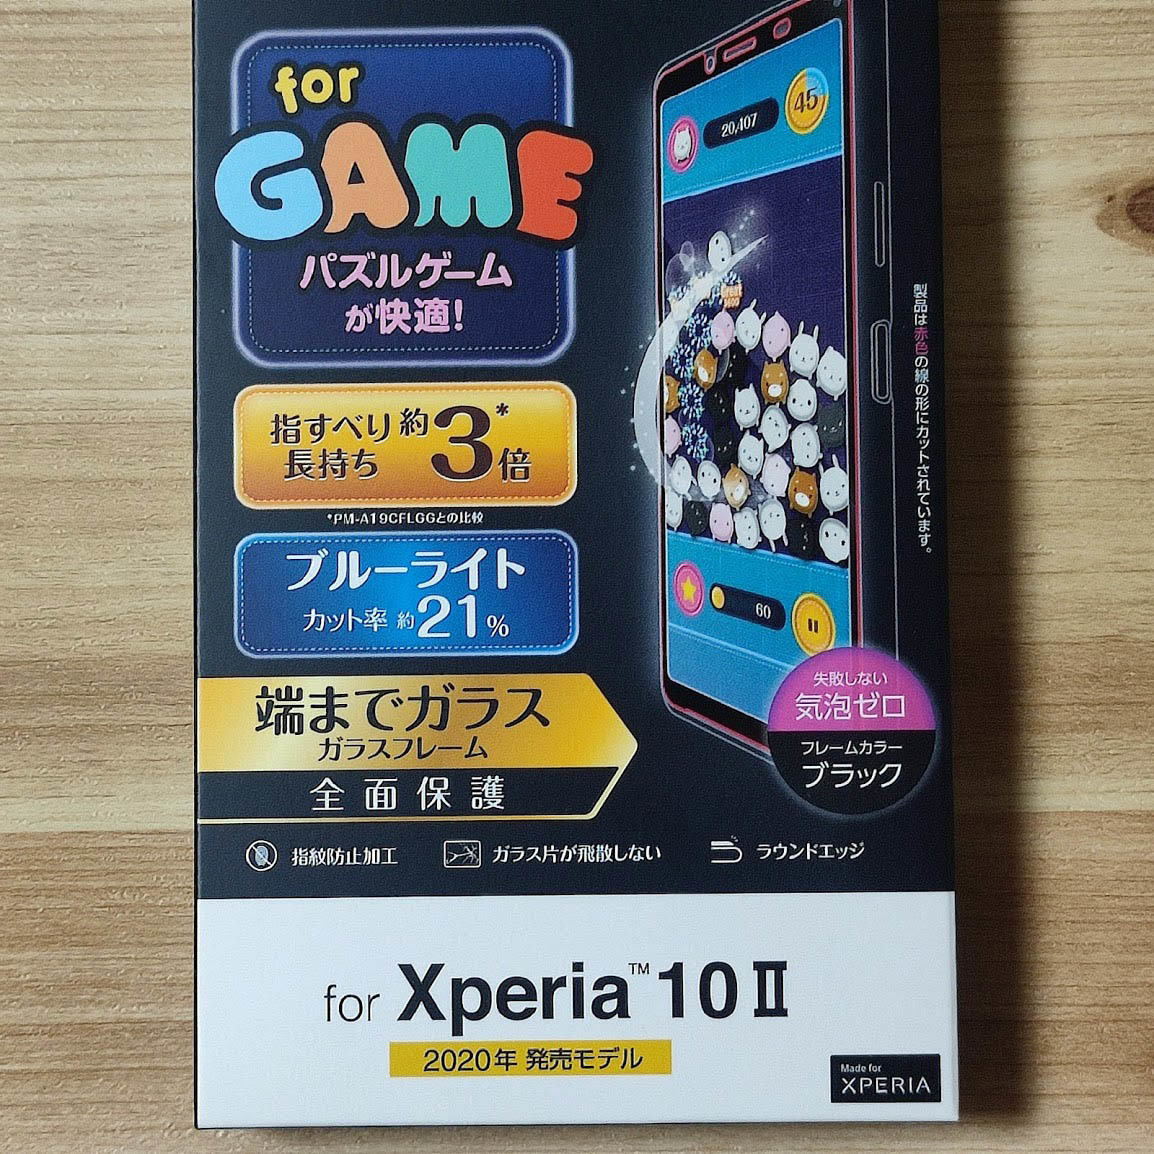 for
GAME
パズルゲーム
が快適!
指すべり約3*倍
長持ち
*PM-A19CFLGGとの比較
ブルーライト
カット率 約21%
端までガラス
ガラスフレーム
全面保護
45
20,407
Great
60
製品は赤色の線の形にカットされています。
失敗しない
気泡ゼロ
フレームカラー
ブラック
指紋防止加工
ガラス片が飛散しない
ラウンドエッジ
for Xperia™ 10 II
2020年 発売モデル
Made for
XPERIA